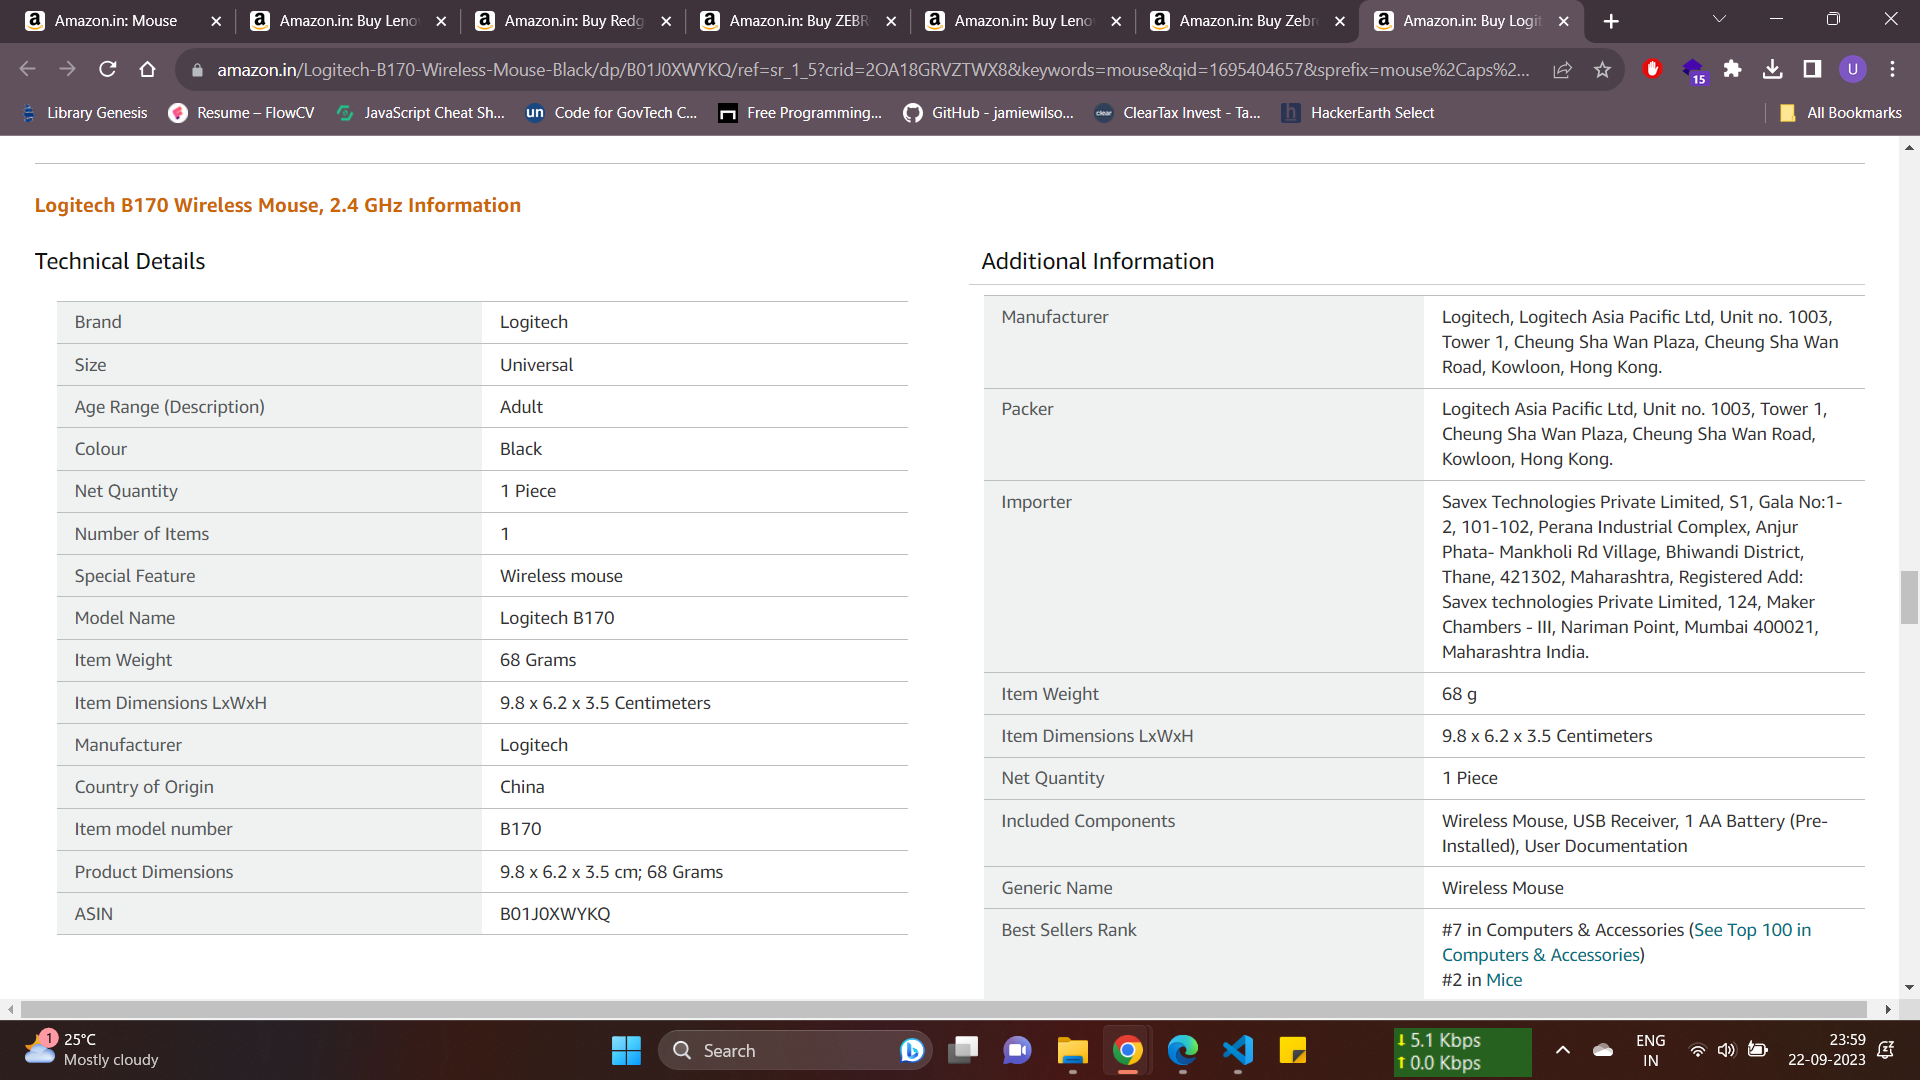 Amazon.in: Mouse
Amazon.in: Buy Leno
Amazon.in: Buy Redg
Amazon.in: Buy ZEBR
Amazon.in: Buy Leno
Amazon.in: Buy Zebr
Amazon.in: Buy Logit
amazon.in/Logitech-B170-Wireless-Mouse-Black/dp/B01J0XWYKQ/ref=sr_1_5?crid=2OA18GRVZTWX8&keywords=mouse&qid=1695404657&sprefix=mouse%2Caps%2...
15
U
Library Genesis
Resume – FlowCV
JavaScript Cheat Sh...
un
Code for GovTech C...
Free Programming...
GitHub - jamiewilso...
clear
ClearTax Invest - Ta...
h
HackerEarth Select
All Bookmarks
Logitech B170 Wireless Mouse, 2.4 GHz Information
Technical Details
Brand
Logitech
Size
Universal
Age Range (Description)
Adult
Colour
Black
Net Quantity
1 Piece
Number of Items
1
Special Feature
Wireless mouse
Model Name
Logitech B170
Item Weight
68 Grams
Item Dimensions LxWxH
9.8 x 6.2 x 3.5 Centimeters
Manufacturer
Logitech
Country of Origin
China
Item model number
B170
Product Dimensions
9.8 x 6.2 x 3.5 cm; 68 Grams
ASIN
B01J0XWYKQ
Additional Information
Manufacturer
Logitech, Logitech Asia Pacific Ltd, Unit no. 1003,
Tower 1, Cheung Sha Wan Plaza, Cheung Sha Wan
Road, Kowloon, Hong Kong.
Packer
Logitech Asia Pacific Ltd, Unit no. 1003, Tower 1,
Cheung Sha Wan Plaza, Cheung Sha Wan Road,
Kowloon, Hong Kong.
Importer
Savex Technologies Private Limited, S1, Gala No:1-
2, 101-102, Perana Industrial Complex, Anjur
Phata- Mankholi Rd Village, Bhiwandi District,
Thane, 421302, Maharashtra, Registered Add:
Savex technologies Private Limited, 124, Maker
Chambers - III, Nariman Point, Mumbai 400021,
Maharashtra India.
Item Weight
68 g
Item Dimensions LxWxH
9.8 x 6.2 x 3.5 Centimeters
Net Quantity
1 Piece
Included Components
Wireless Mouse, USB Receiver, 1 AA Battery (Pre-
Installed), User Documentation
Generic Name
Wireless Mouse
Best Sellers Rank
#7 in Computers & Accessories (See Top 100 in
Computers & Accessories)
#2 in Mice
1
25°C
Mostly cloudy
Search
5.1 Kbps
0.0 Kbps
ENG
IN
23:59
22-09-2023